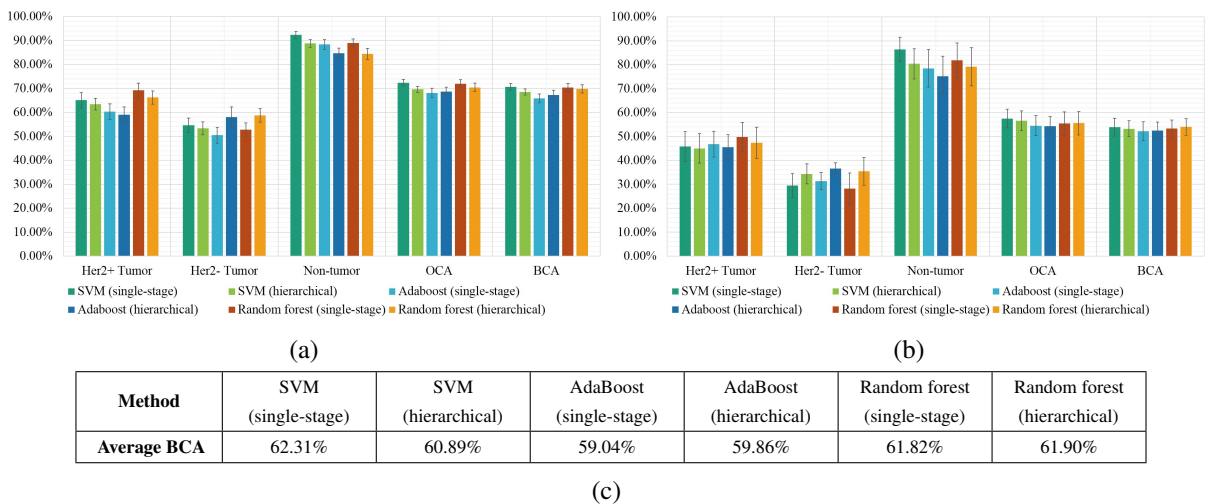 100.00%
90.00%
80.00%
70.00%
60.00%
50.00%
40.00%
30.00%
20.00%
10.00%
0.00%
Her2+ Tumor Her2- Tumor Non-tumor OCA BCA
SVM (single-stage) SVM (hierarchical) Adaboost (single-stage)
Adaboost (hierarchical) Random forest (single-stage) Random forest (hierarchical)
(a)
100.00%
90.00%
80.00%
70.00%
60.00%
50.00%
40.00%
30.00%
20.00%
10.00%
0.00%
Her2+ Tumor Her2- Tumor Non-tumor OCA BCA
SVM (single-stage) SVM (hierarchical) Adaboost (single-stage)
Adaboost (hierarchical) Random forest (single-stage) Random forest (hierarchical)
(b)
Method SVM (single-stage) SVM (hierarchical) AdaBoost (single-stage) AdaBoost (hierarchical) Random forest (single-stage) Random forest (hierarchical)
Average BCA 62.31% 60.89% 59.04% 59.86% 61.82% 61.90%
(c)